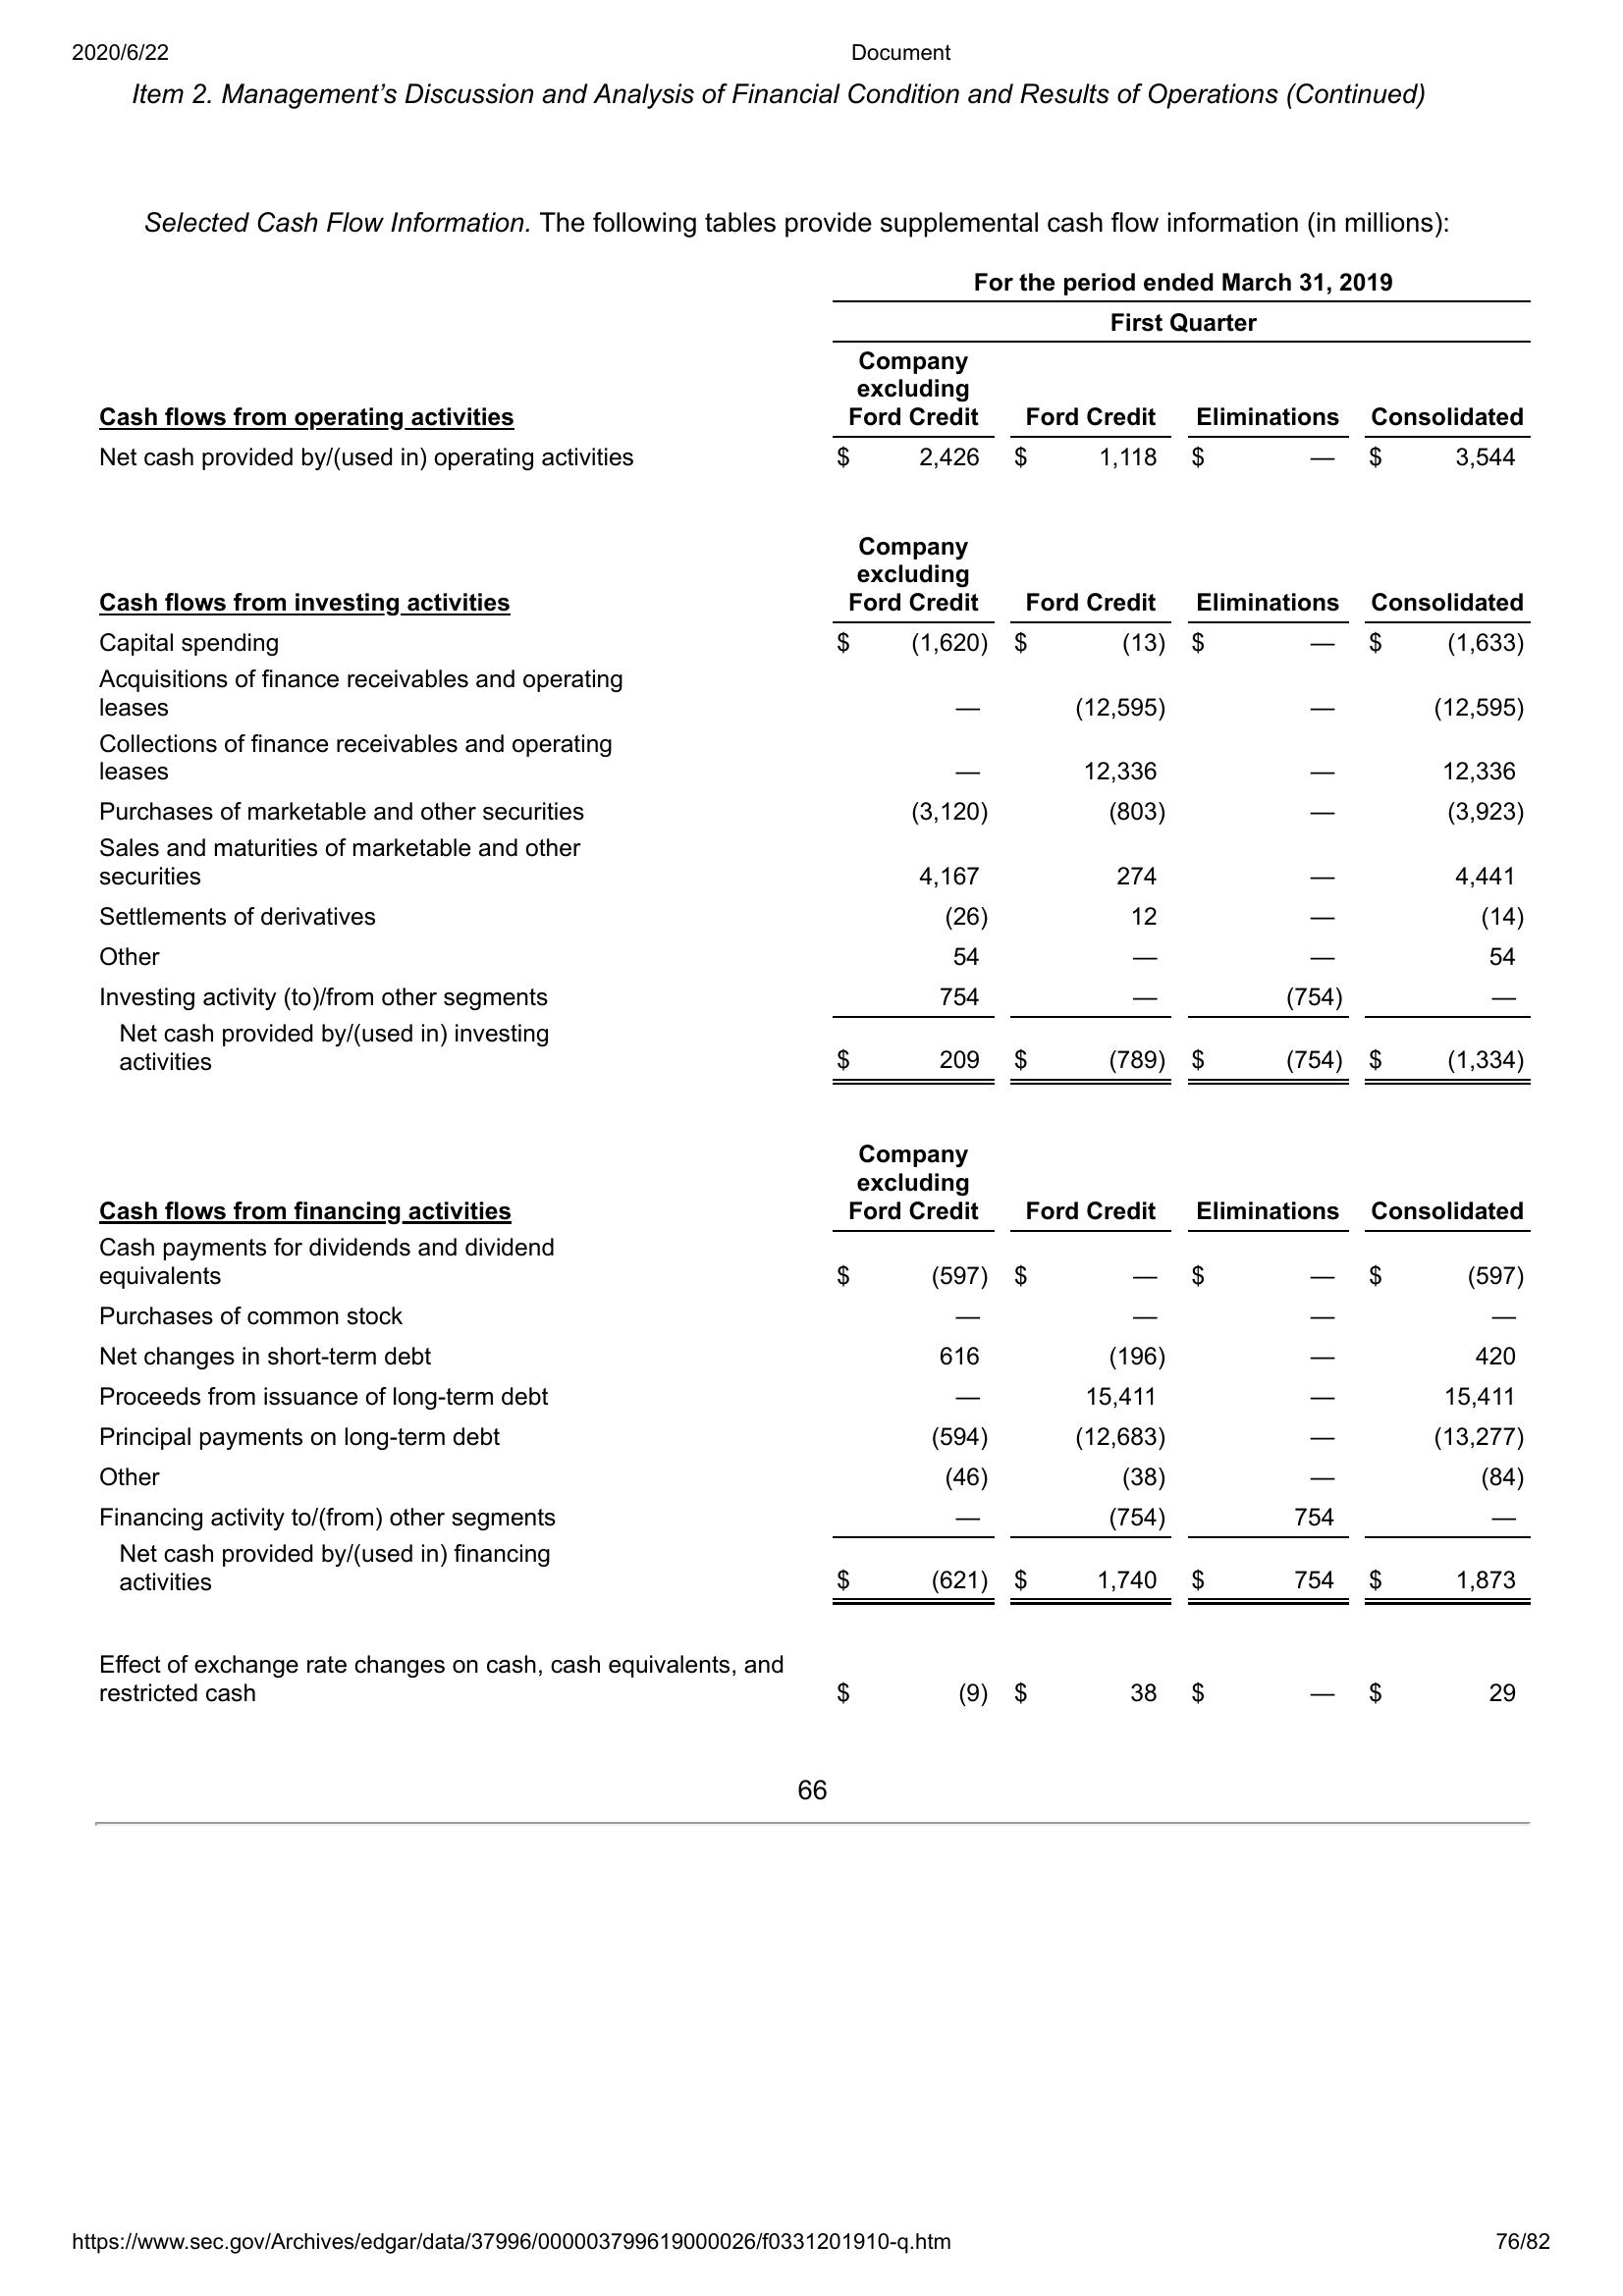 2020/6/22 Document
Item 2. Management’s Discussion and Analysis of Financial Condition and Results of Operations (Continued)
Selected Cash Flow Information. The following tables provide supplemental cash flow information (in millions):
For the period ended March 31, 2019
First Quarter
Company
excluding
Cash flows from operating activities Ford Credit Ford Credit Eliminations Consolidated
Net cash provided by/(used in) operating activities $ 2,426 $ 1,118 $ — $ 3,544
Company
excluding
Cash flows from investing activities Ford Credit Ford Credit Eliminations Consolidated
Capital spending $ (1,620) $ (13) $ — $ (1,633)
Acquisitions of finance receivables and operating
leases — (12,595) — (12,595)
Collections of finance receivables and operating
leases — 12,336 — 12,336
Purchases of marketable and other securities (3,120) (803) — (3,923)
Sales and maturities of marketable and other
securities 4,167 274 — 4,441
Settlements of derivatives (26) 12 — (14)
Other 54 — — 54
Investing activity (to)/from other segments 754 — (754) —
Net cash provided by/(used in) investing
activities $ 209 $ (789) $ (754) $ (1,334)
Company
excluding
Cash flows from financing activities Ford Credit Ford Credit Eliminations Consolidated
Cash payments for dividends and dividend
equivalents $ (597) $ — $ — $ (597)
Purchases of common stock — — — —
Net changes in short-term debt 616 (196) — 420
Proceeds from issuance of long-term debt — 15,411 — 15,411
Principal payments on long-term debt (594) (12,683) — (13,277)
Other (46) (38) — (84)
Financing activity to/(from) other segments — (754) 754 —
Net cash provided by/(used in) financing
activities $ (621) $ 1,740 $ 754 $ 1,873
Effect of exchange rate changes on cash, cash equivalents, and
restricted cash $ (9) $ 38 $ — $ 29
66
https://www.sec.gov/Archives/edgar/data/37996/000003799619000026/f0331201910-q.htm 76/82